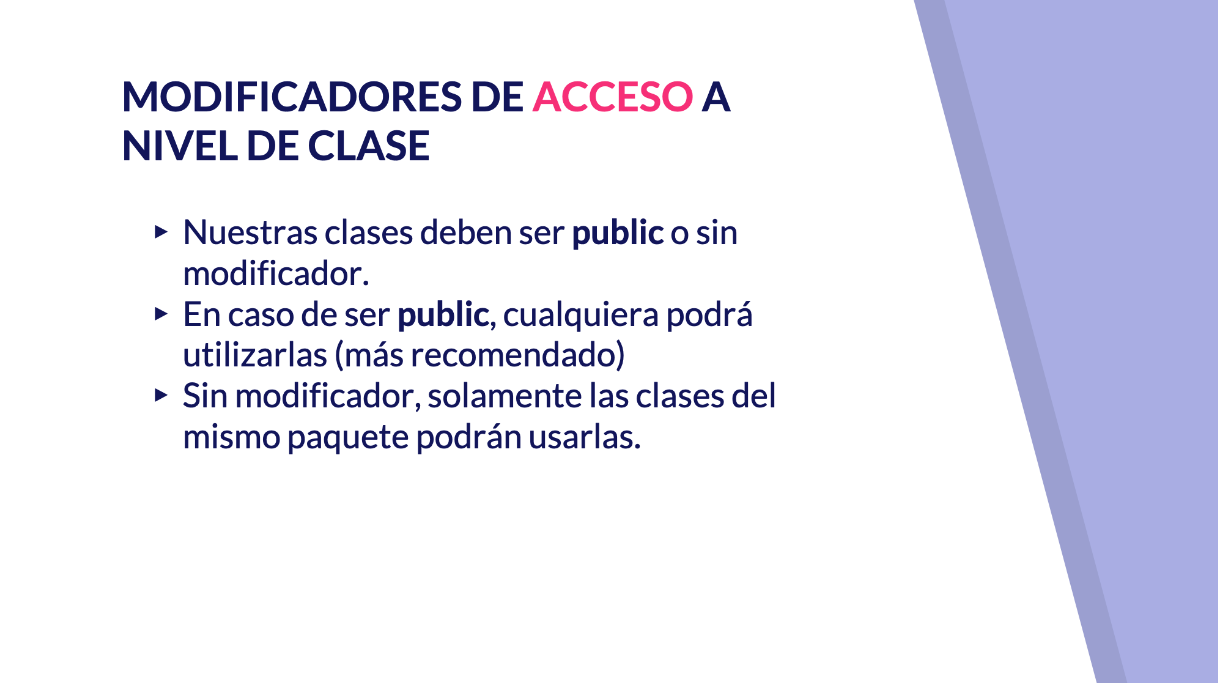 MODIFICADORES DE ACCESO A
NIVEL DE CLASE
▸ Nuestras clases deben ser public o sin
modificador.
▸ En caso de ser public, cualquiera podrá
utilizarlas (más recomendado)
▸ Sin modificador, solamente las clases del
mismo paquete podrán usarlas.